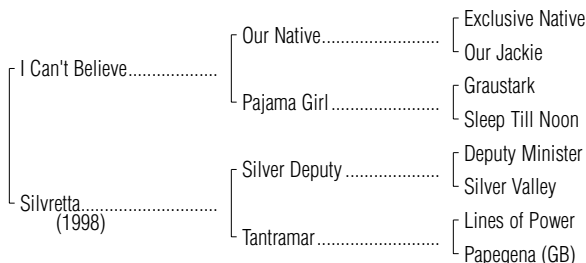 Exclusive Native
Our Native
Our Jackie
I Can't Believe
Graustark
Pajama Girl
Sleep Till Noon
Deputy Minister
Silver Deputy
Silver Valley
Silvretta
(1998)
Lines of Power
Tantramar
Papegena (GB)